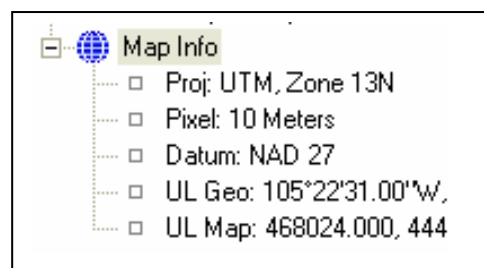 Map Info
Proj: UTM, Zone 13N
Pixel: 10 Meters
Datum: NAD 27
UL Geo: 105°22'31.00"W,
UL Map: 468024.000, 444